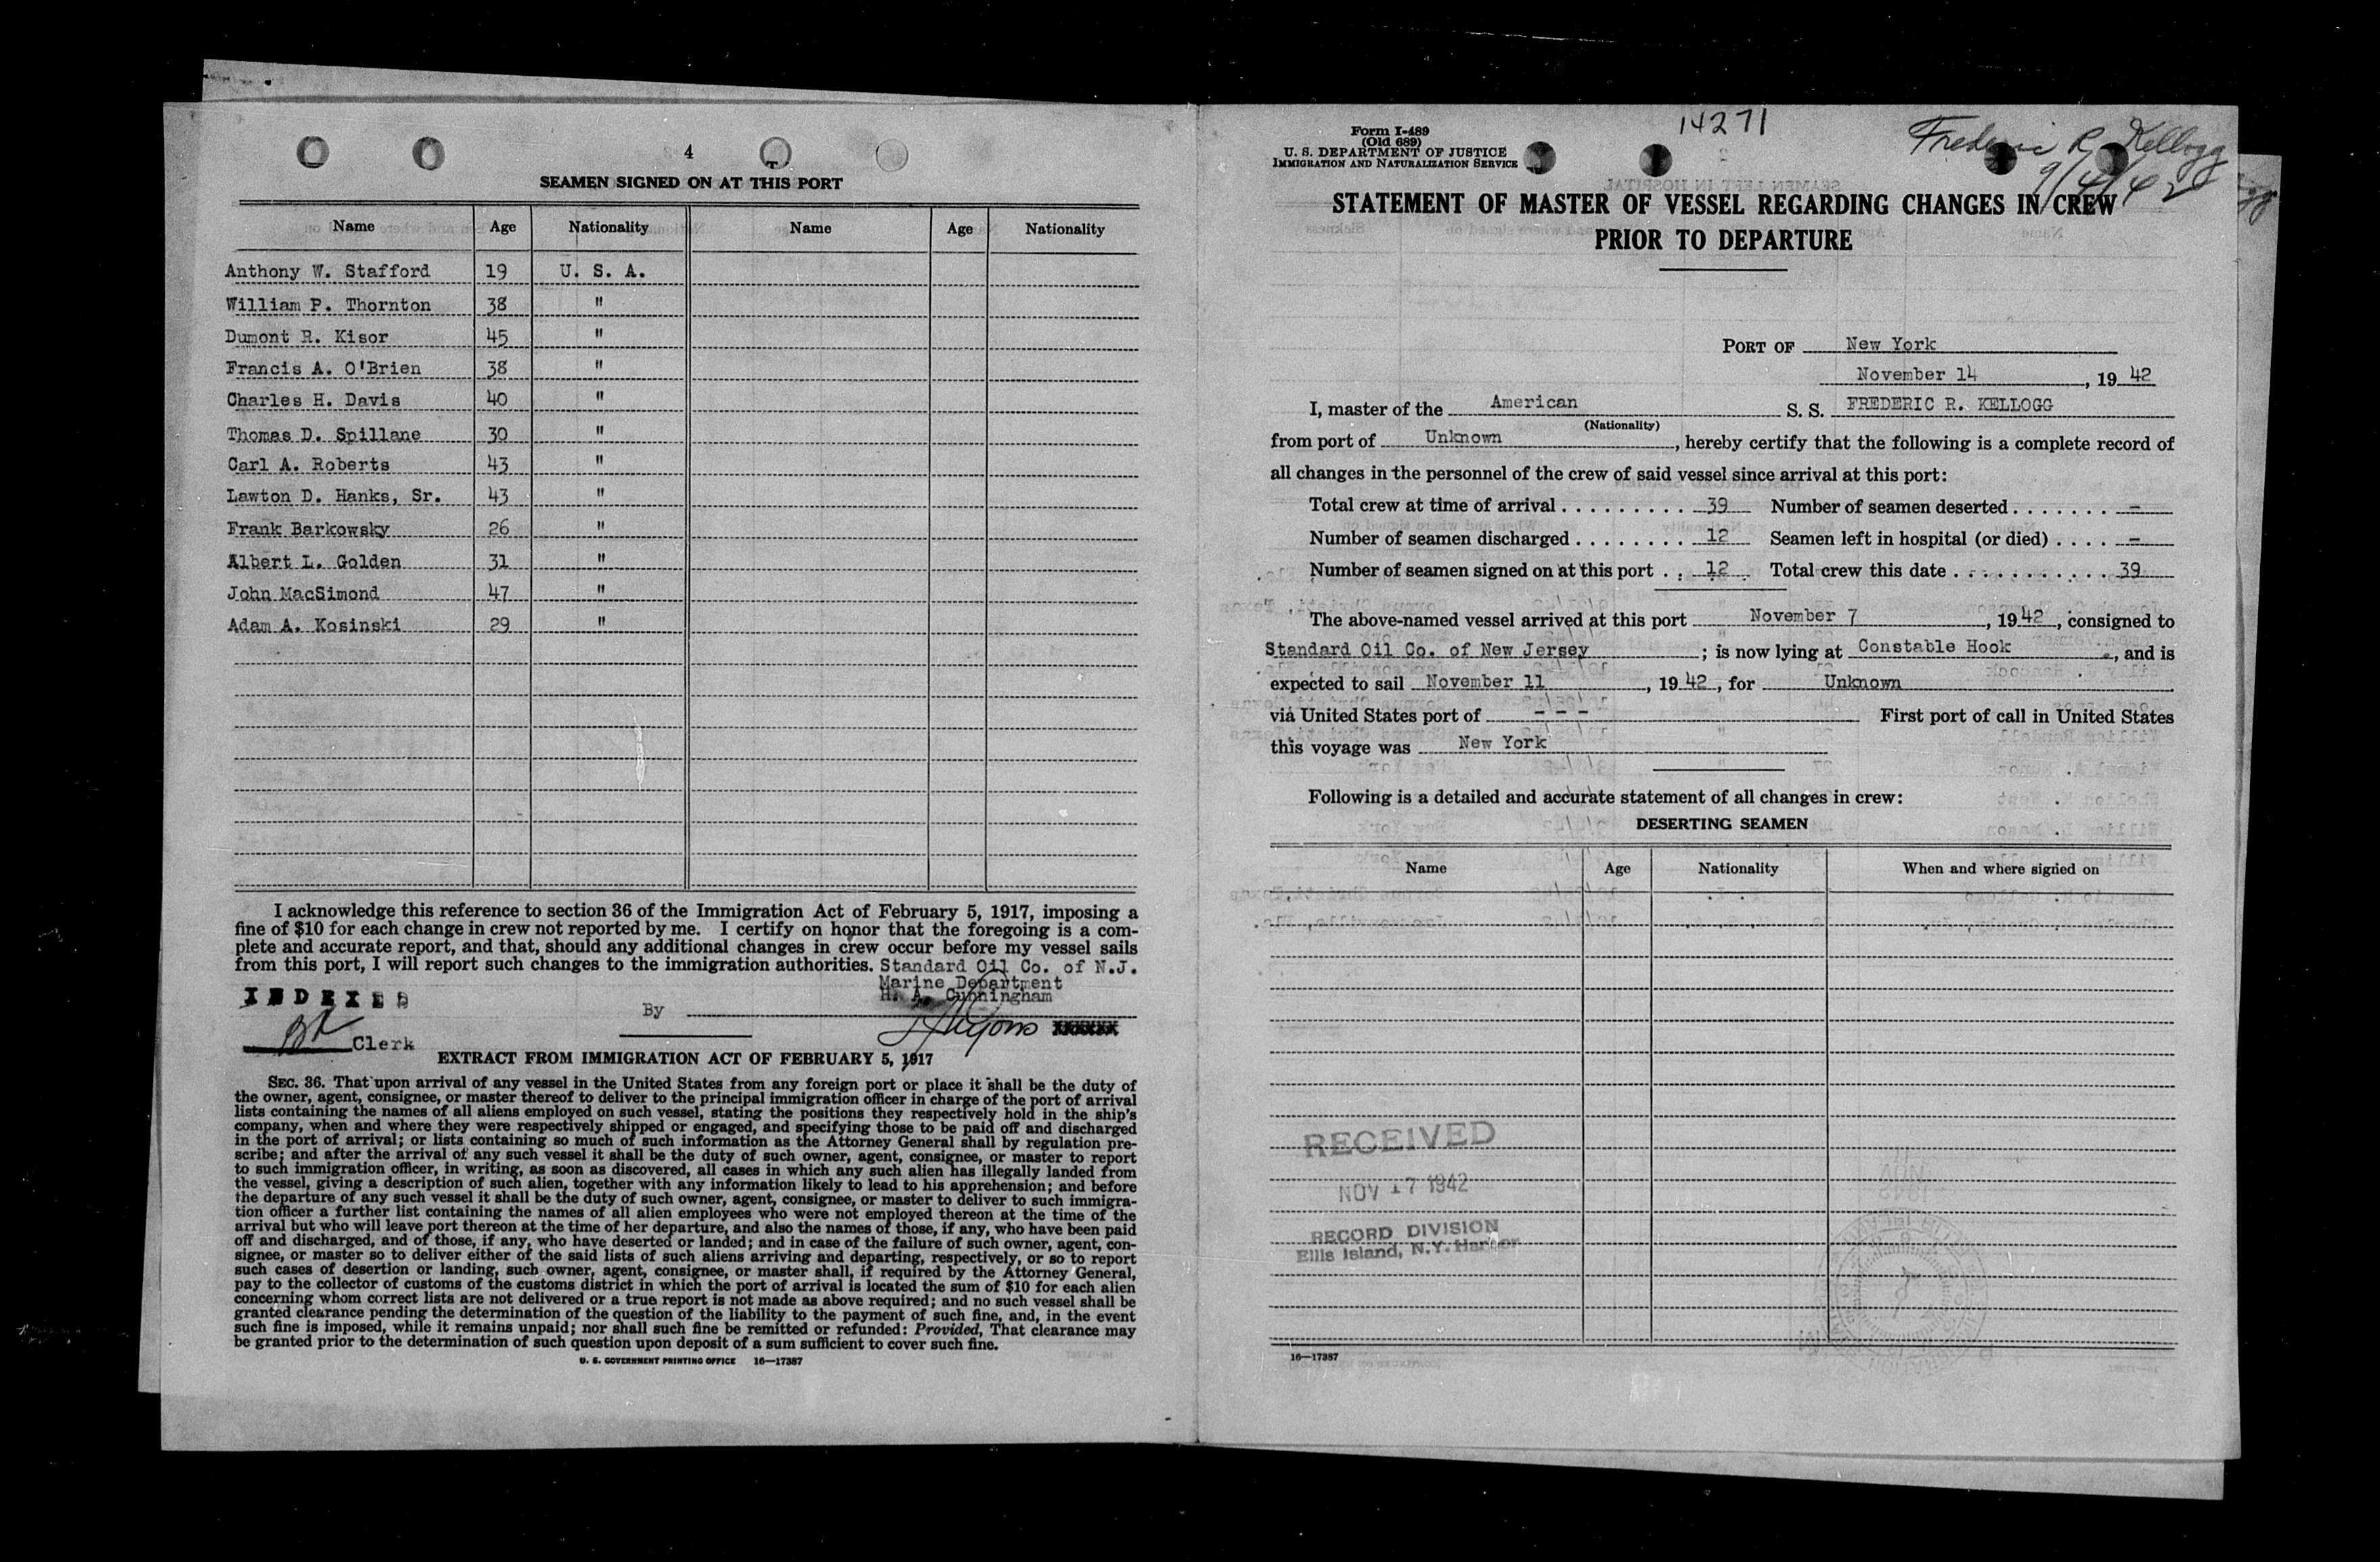 4
SEAMEN SIGNED ON AT THIS PORT
Name Age Nationality Name Age Nationality
Anthony W. Stafford 19 U. S. A.
William P. Thornton 38 "
Dumont R. Kisor 45 "
Francis A. O'Brien 38 "
Charles H. Davis 40 "
Thomas D. Spillane 30 "
Carl A. Roberts 43 "
Lawton D. Hanks, Sr. 43 "
Frank Barkowsky 26 "
Albert L. Golden 31 "
John MacSimond 47 "
Adam A. Kosinski 29 "
I acknowledge this reference to section 36 of the Immigration Act of February 5, 1917, imposing a
fine of $10 for each change in crew not reported by me. I certify on honor that the foregoing is a com-
plete and accurate report, and that, should any additional changes in crew occur before my vessel sails
from this port, I will report such changes to the immigration authorities. Standard Oil Co. of N.J.
Marine Department
H. A. Cunningham
INDEXED
By
Clerk
EXTRACT FROM IMMIGRATION ACT OF FEBRUARY 5, 1917
SEC. 36. That upon arrival of any vessel in the United States from any foreign port or place it shall be the duty of
the owner, agent, consignee, or master thereof to deliver to the principal immigration officer in charge of the port of arrival
lists containing the names of all aliens employed on such vessel, stating the positions they respectively hold in the ship's
company, when and where they were respectively shipped or engaged, and specifying those to be paid off and discharged
in the port of arrival; or lists containing so much of such information as the Attorney General shall by regulation pre-
scribe; and after the arrival of any such vessel it shall be the duty of such owner, agent, consignee, or master to report
to such immigration officer, in writing, as soon as discovered, all cases in which any such alien has illegally landed from
the vessel, giving a description of such alien, together with any information likely to lead to his apprehension; and before
the departure of any such vessel it shall be the duty of such owner, agent, consignee, or master to deliver to such immigra-
tion officer a further list containing the names of all alien employees who were not employed thereon at the time of the
arrival but who will leave port thereon at the time of her departure, and also the names of those, if any, who have been paid
off and discharged, and of those, if any, who have deserted or landed; and in case of the failure of such owner, agent, con-
signee, or master so to deliver either of the said lists of such aliens arriving and departing, respectively, or so to report
such cases of desertion or landing, such owner, agent, consignee, or master shall, if required by the Attorney General,
pay to the collector of customs of the customs district in which the port of arrival is located the sum of $10 for each alien
concerning whom correct lists are not delivered or a true report is not made as above required; and no such vessel shall be
granted clearance pending the determination of the question of the liability to the payment of such fine, and, in the event
such fine is imposed, while it remains unpaid; nor shall such fine be remitted or refunded: Provided, That clearance may
be granted prior to the determination of such question upon deposit of a sum sufficient to cover such fine.
U. S. GOVERNMENT PRINTING OFFICE 16—17387
14271
Frederic R. Kellogg
9/4/42
Form I-489
(Old 689)
U. S. DEPARTMENT OF JUSTICE
IMMIGRATION AND NATURALIZATION SERVICE
STATEMENT OF MASTER OF VESSEL REGARDING CHANGES IN CREW
PRIOR TO DEPARTURE
PORT OF New York
November 14, 19 42
I, master of the American S. S. FREDERIC R. KELLOGG
(Nationality)
from port of Unknown, hereby certify that the following is a complete record of
all changes in the personnel of the crew of said vessel since arrival at this port:
Total crew at time of arrival . . . . . . . . . 39 Number of seamen deserted . . . . . . . –
Number of seamen discharged . . . . . . . . 12 Seamen left in hospital (or died) . . . . –
Number of seamen signed on at this port . . 12 Total crew this date . . . . . . . . . . . 39
The above-named vessel arrived at this port November 7, 19 42, consigned to
Standard Oil Co. of New Jersey; is now lying at Constable Hook, and is
expected to sail November 11, 19 42, for Unknown
via United States port of - - - First port of call in United States
this voyage was New York
Following is a detailed and accurate statement of all changes in crew:
DESERTING SEAMEN
Name Age Nationality When and where signed on
RECEIVED
NOV 17 1942
RECORD DIVISION
Ellis Island, N.Y. Harbor
16—17387